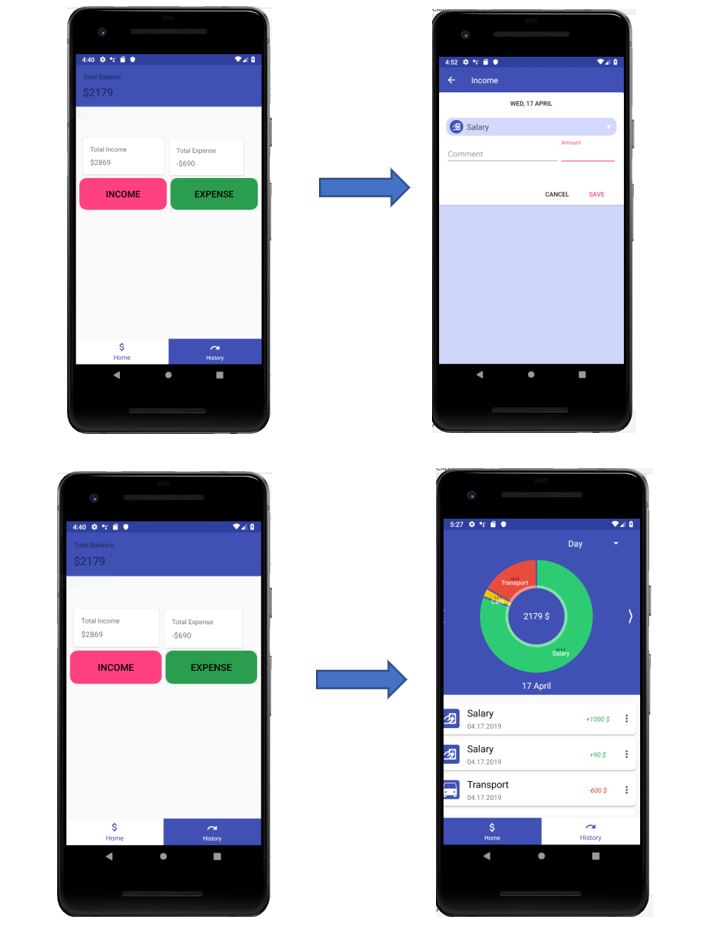 4:40
Total Balance
$2179
Total Income
$2869
Total Expense
-$690
INCOME
EXPENSE
$
Home
History
4:52
Income
WED, 17 APRIL
Salary
Amount
Comment
CANCEL
SAVE
4:40
Total Balance
$2179
Total Income
$2869
Total Expense
-$690
INCOME
EXPENSE
$
Home
History
5:27
Day
Transport
2179 $
Salary
17 April
Salary
+1000 $
04.17.2019
Salary
+90 $
04.17.2019
Transport
-600 $
04.17.2019
$
Home
History